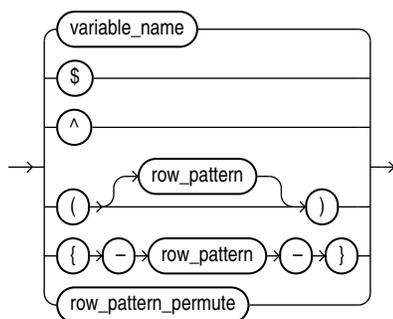 variable_name
$
^
row_pattern
( )
{ – row_pattern – }
row_pattern_permute